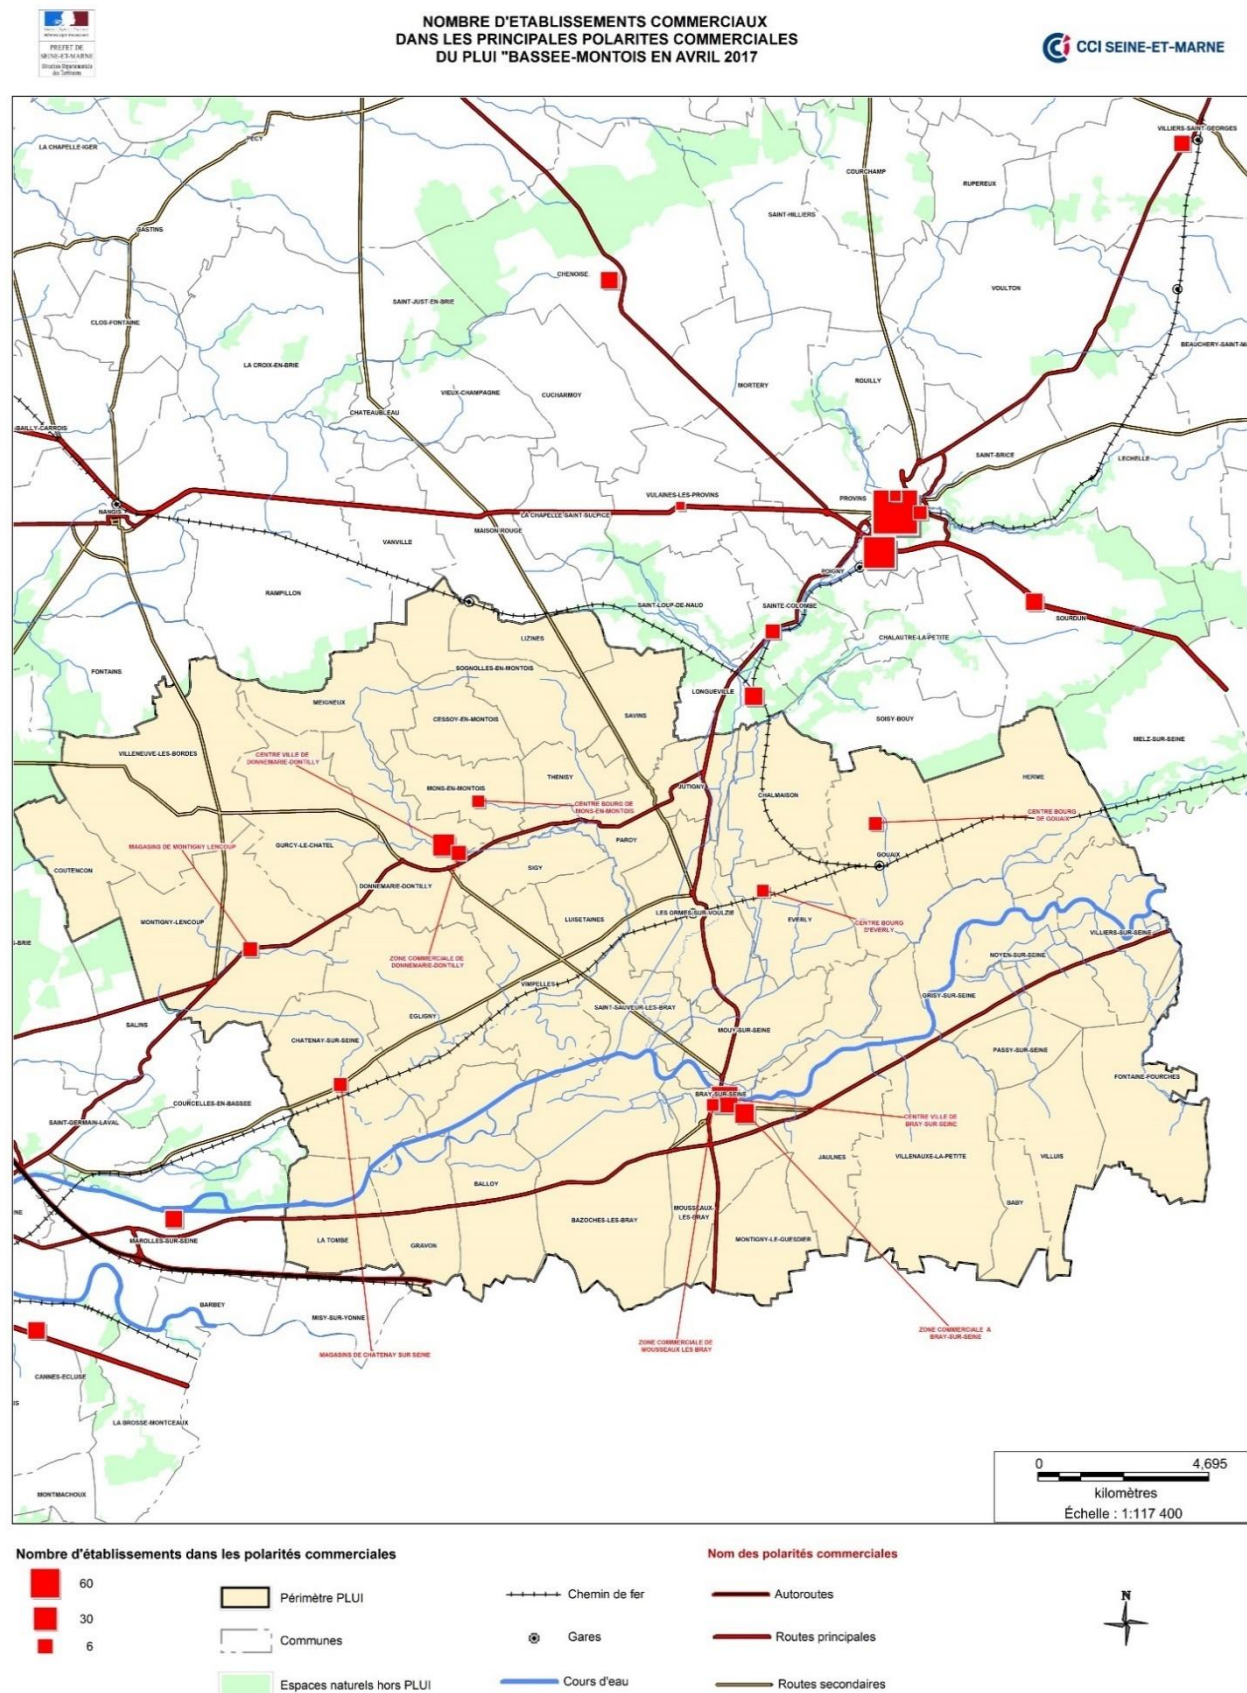 PREFET DE
SEINE-ET-MARNE
NOMBRE D'ETABLISSEMENTS COMMERCIAUX
DANS LES PRINCIPALES POLARITES COMMERCIALES
DU PLUI "BASSEE-MONTOIS EN AVRIL 2017
CCI SEINE-ET-MARNE
VILLIERS-SAINT-GEORGES
PECY
LA CHAPELLE-IGER
COURCHAMP
RUPEREUX
SAINT-HILLIERS
GASTINS
CHENOISE
VOULTON
SAINT-JUST-EN-BRIE
CLOS-FONTAINE
BEAUCHERY-SAINT-M
LA CROIX-EN-BRIE
ROUILLY
MORTERY
VIEUX-CHAMPAGNE
CUCHARMOY
CHATEAUBLEAU
-BAILLY-CARROIS
SAINT-BRICE
LECHELLE
VULAINES-LES-PROVINS
PROVINS
NANGIS
LA CHAPELLE-SAINT-SULPICE
MAISON ROUGE
VANVILLE
POIGNY
RAMPILLON
SAINT-LOUP-DE-NAUD
SAINTE-COLOMBE
SOURDUN
LIZINES
CHALAUTRE-LA-PETITE
FONTAINS
SOGNOLLES-EN-MONTOIS
LONGUEVILLE
MEIGNEUX
CESSOY-EN-MONTOIS
SAVINS
SOISY-BOUY
MELZ-SUR-SEINE
VILLENEUVE-LES-BORDES
CENTRE VILLE DE
DONNEMARIE-DONTILLY
THENISY
HERME
MONS-EN-MONTOIS
JUTIGNY
CHALMAISON
CENTRE BOURG DE
MONS-EN-MONTOIS
CENTRE BOURG
DE GOUAIX
MAGASINS DE MONTIGNY LENCOUP
GURCY-LE-CHATEL
PAROY
GOUAIX
COUTENCON
SIGY
DONNEMARIE-DONTILLY
MONTIGNY-LENCOUP
LUISETAINES
LES ORMES-SUR-VOULZIE
EVERLY
CENTRE BOURG
D'EVERLY
VILLIERS-SUR-SEINE
S-BRIE
ZONE COMMERCIALE DE
DONNEMARIE-DONTILLY
NOYEN-SUR-SEINE
VIMPELLES
GRISY-SUR-SEINE
SAINT-SAUVEUR-LES-BRAY
EGLIGNY
SALINS
MOUY-SUR-SEINE
CHATENAY-SUR-SEINE
PASSY-SUR-SEINE
FONTAINE-FOURCHES
BRAY-SUR-SEINE
COURCELLES-EN-BASSEE
CENTRE VILLE DE
BRAY SUR SEINE
SAINT-GERMAIN-LAVAL
JAULNES
VILLENAUXE-LA-PETITE
VILLUIS
BALLOY
BABY
MOUSSEAUX-
LES-BRAY
BAZOCHES-LES-BRAY
MAROLLES-SUR-SEINE
LA TOMBE
GRAVON
MONTIGNY-LE-GUESDIER
BARBEY
MISY-SUR-YONNE
ZONE COMMERCIALE A
BRAY-SUR-SEINE
ZONE COMMERCIALE DE
MOUSSEAUX LES BRAY
MAGASINS DE CHATENAY SUR SEINE
CANNES-ECLUSE
LA BROSSE-MONTCEAUX
MONTMACHOUX
0 4,695
kilomètres
Échelle : 1:117 400
Nombre d'établissements dans les polarités commerciales
Nom des polarités commerciales
60
Périmètre PLUI
Chemin de fer
Autoroutes
N
30
6
Communes
Gares
Routes principales
Espaces naturels hors PLUI
Cours d'eau
Routes secondaires